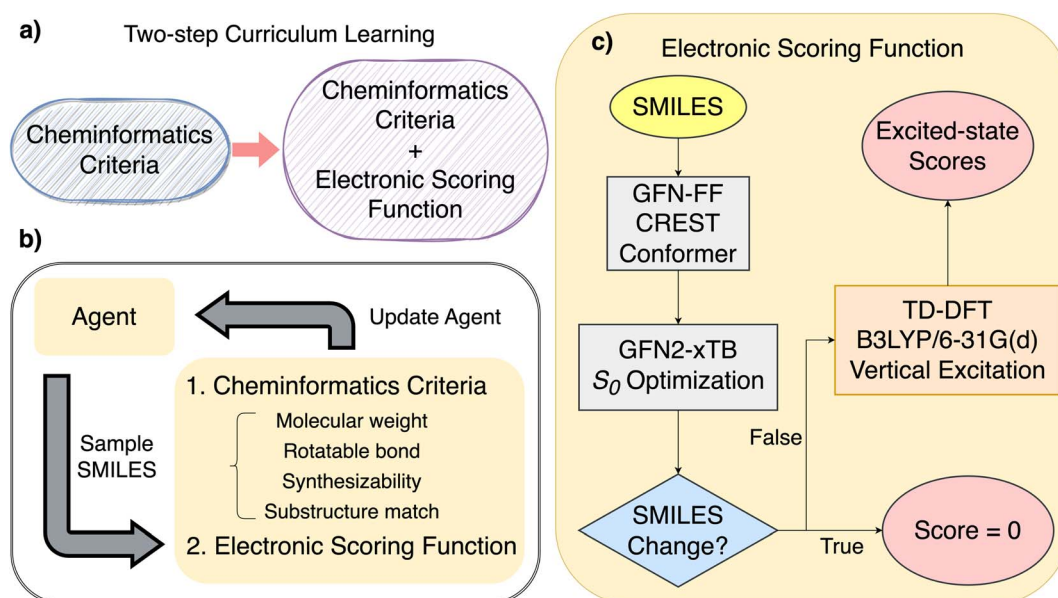 a)
Two-step Curriculum Learning
Cheminformatics
Criteria
Cheminformatics
Criteria
+
Electronic Scoring
Function
b)
Agent
Update Agent
Sample
SMILES
1. Cheminformatics Criteria
Molecular weight
Rotatable bond
Synthesizability
Substructure match
2. Electronic Scoring Function
c)
Electronic Scoring Function
SMILES
GFN-FF
CREST
Conformer
GFN2-xTB
S0 Optimization
SMILES
Change?
False
True
TD-DFT
B3LYP/6-31G(d)
Vertical Excitation
Excited-state
Scores
Score = 0